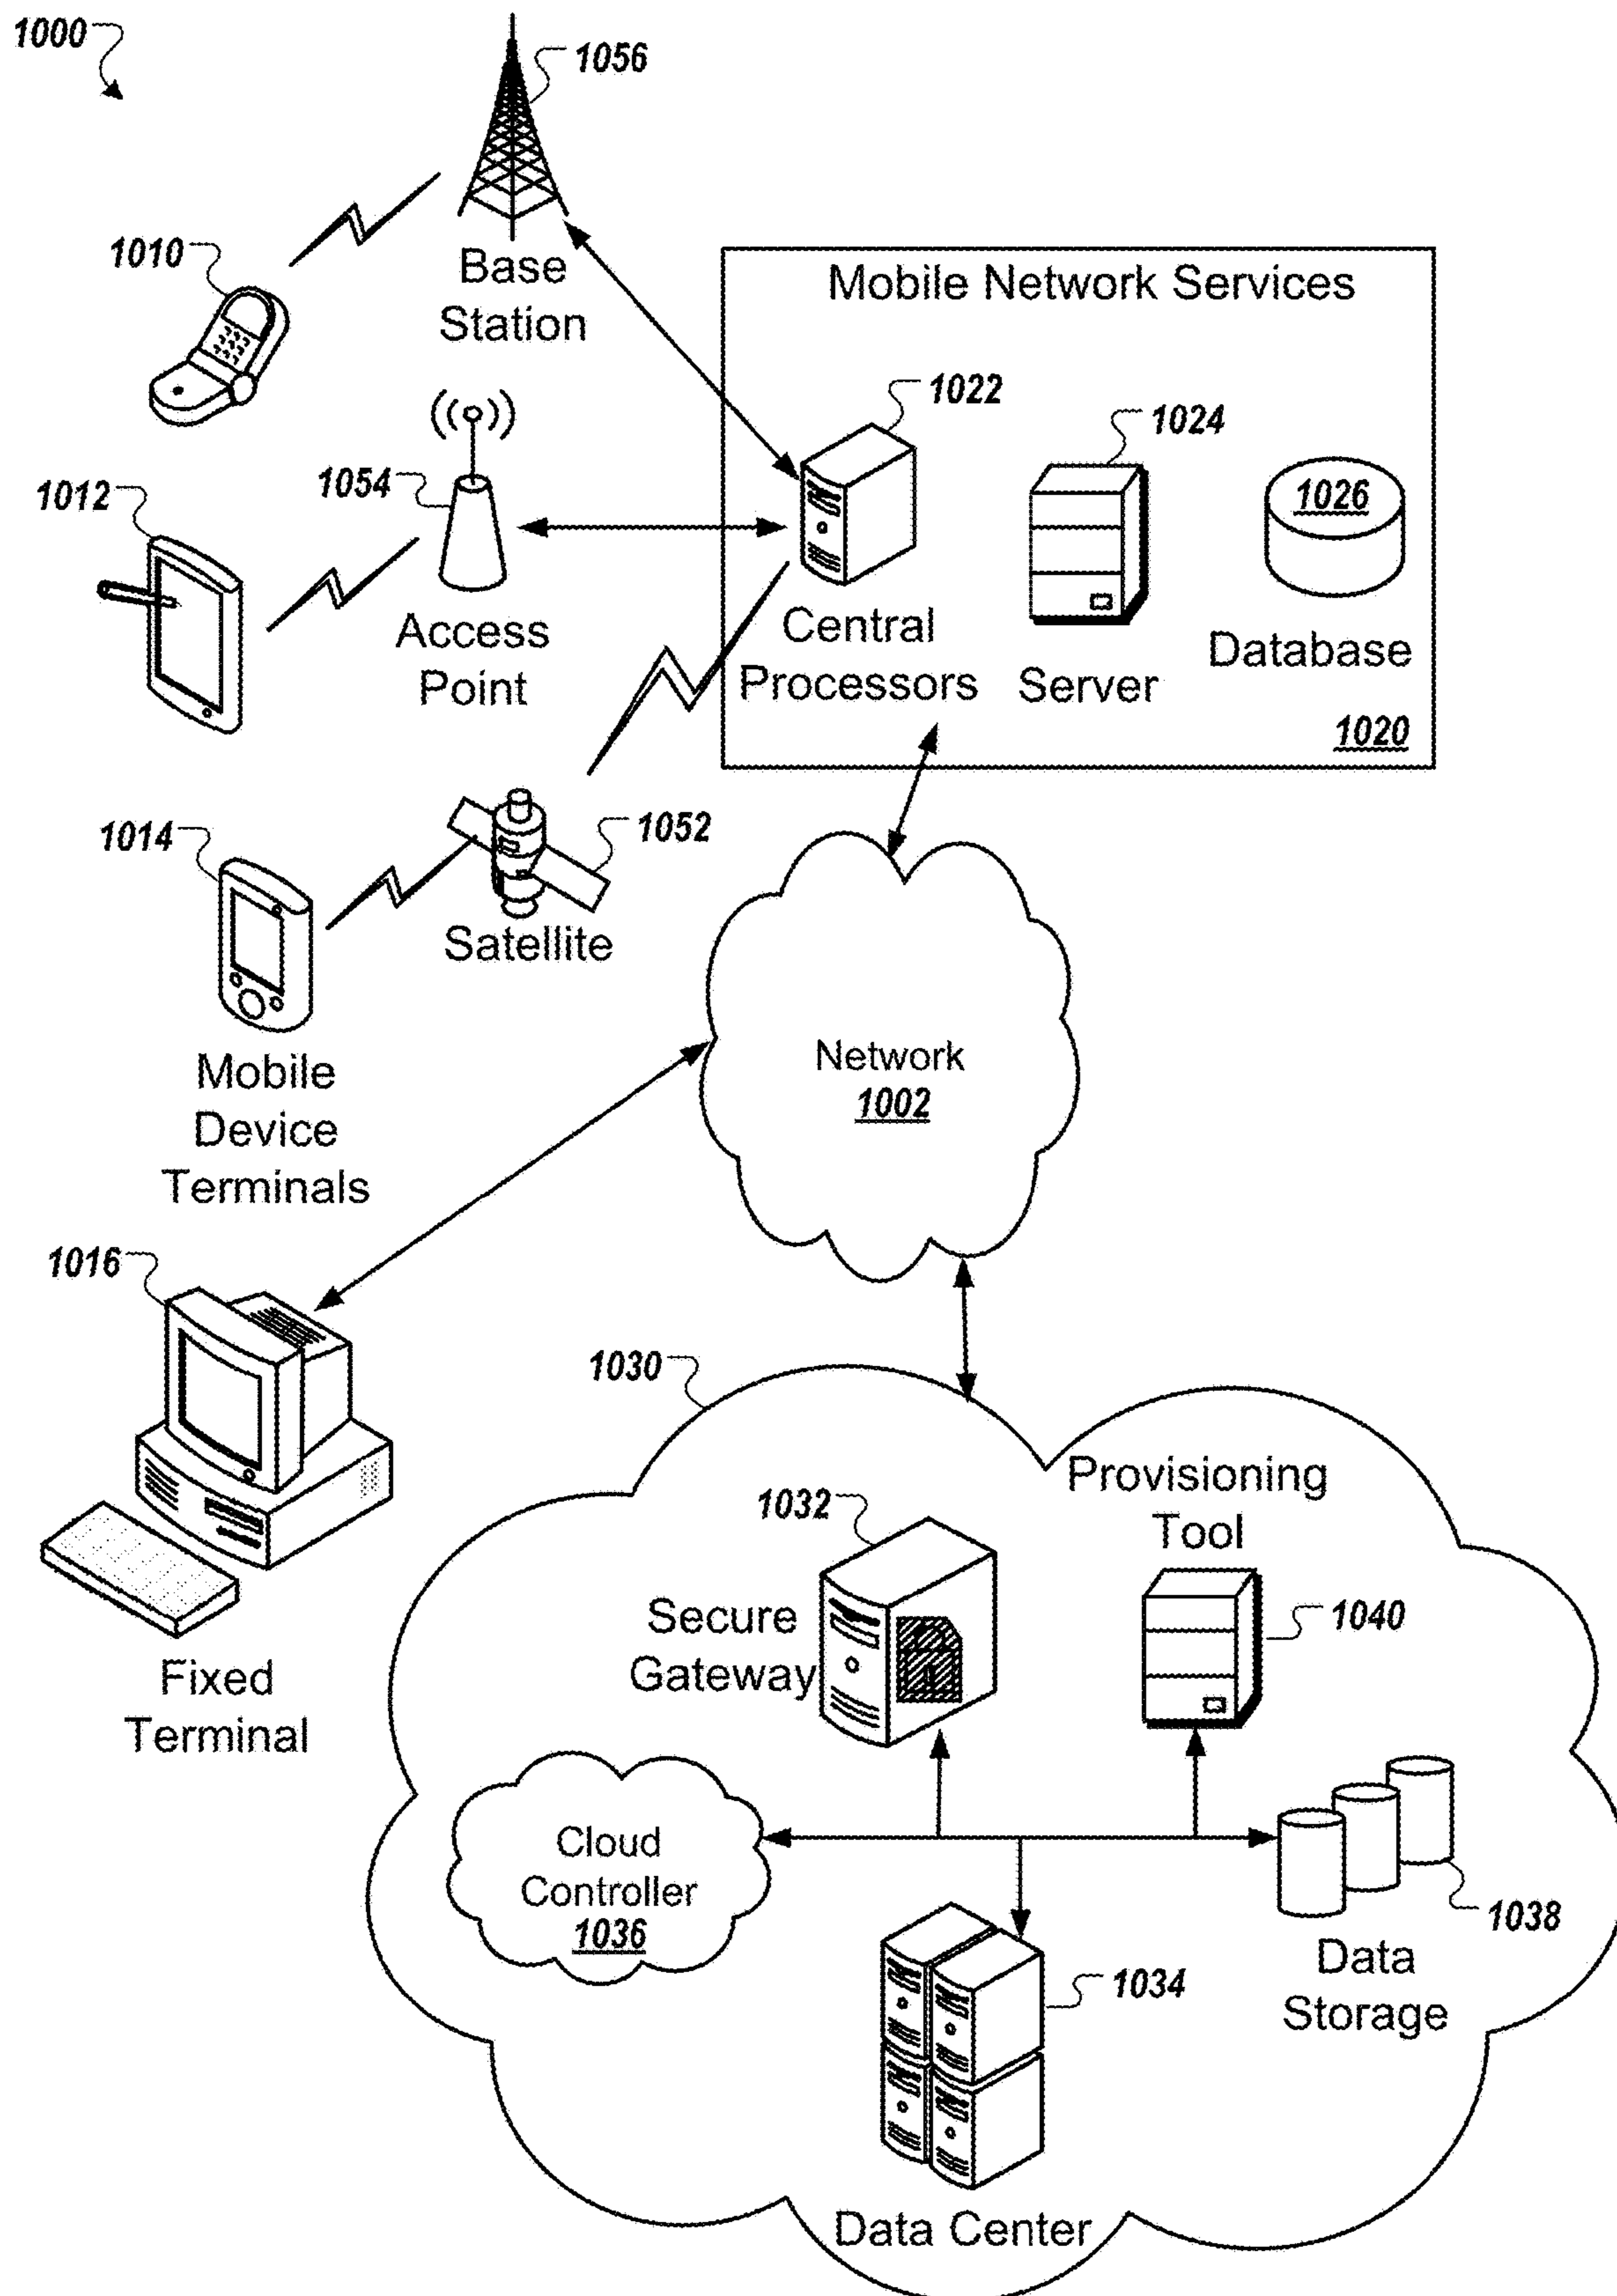 1000
1056
1010
Base
Station
Mobile Network Services
1022
1024
1026
1012
1054
Access
Point
Central
Processors
Server
Database
1020
1014
1052
Satellite
Mobile
Device
Terminals
Network
1002
1016
Fixed
Terminal
1030
Provisioning
Tool
1032
Secure
Gateway
1040
Cloud
Controller
1036
1038
Data
Storage
1034
Data Center